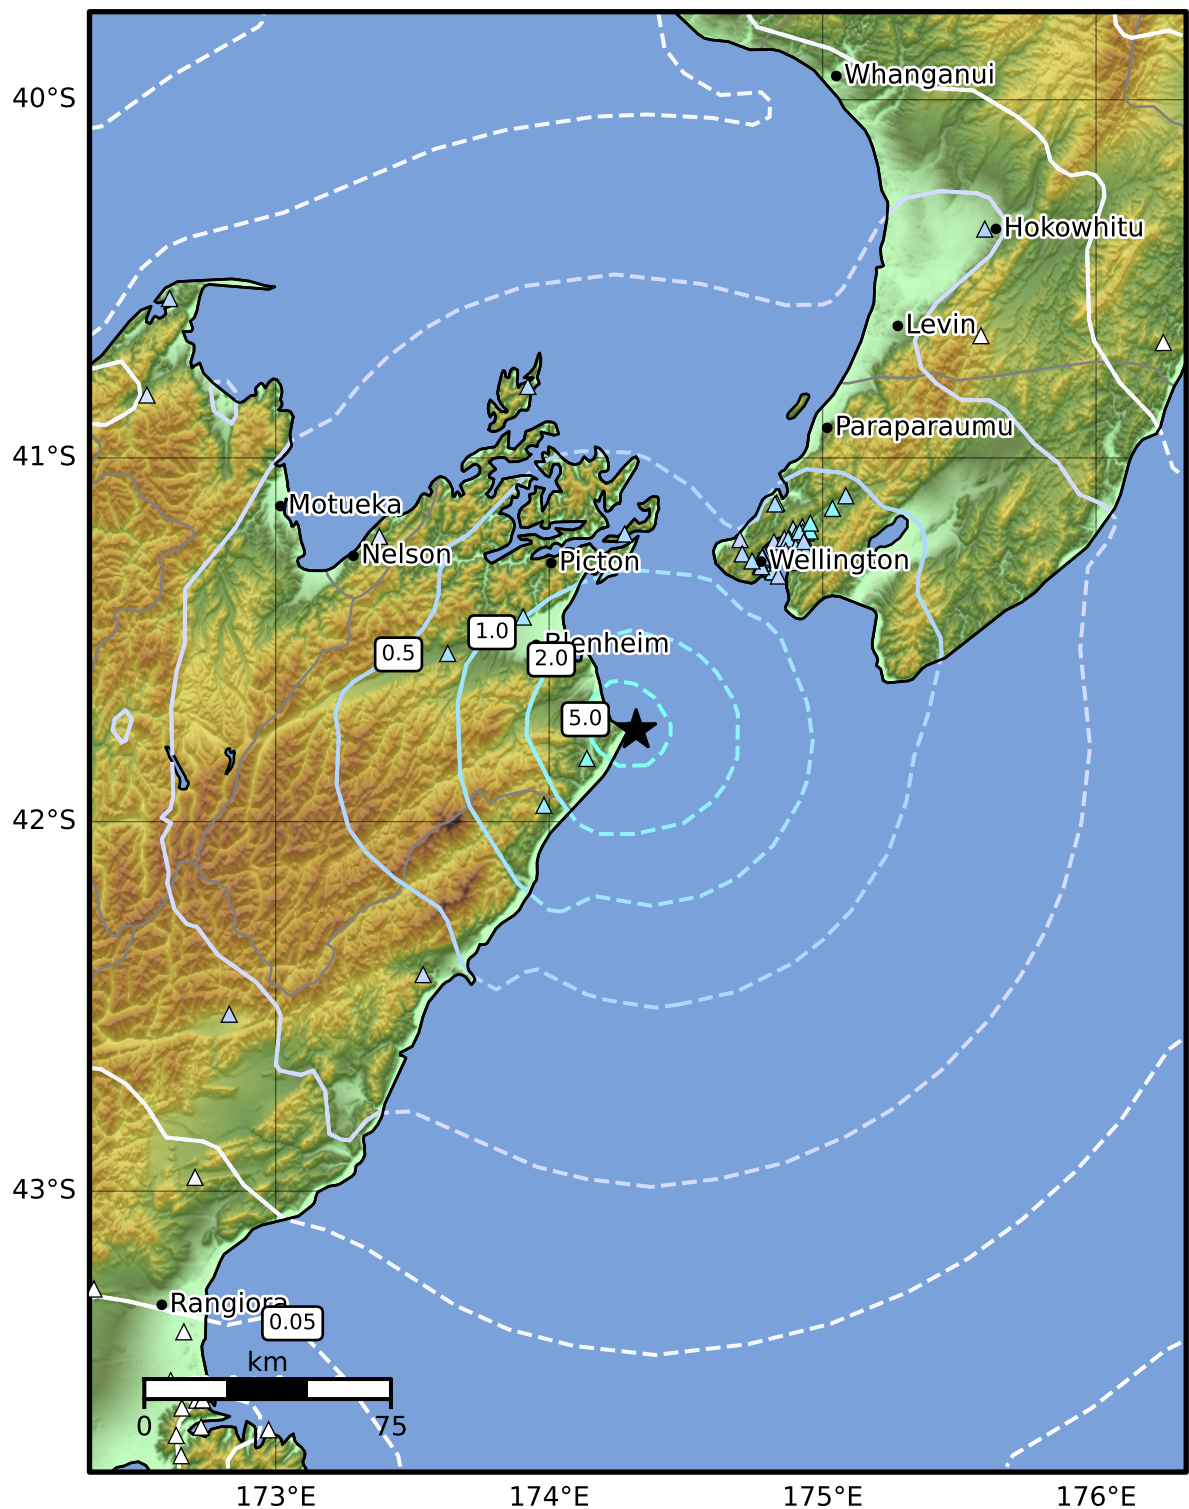 40°S
Whanganui
Hokowhitu
Levin
Paraparaumu
41°S
Motueka
Nelson
Picton
Wellington
1.0
Blenheim
0.5
2.0
5.0
42°S
43°S
Rangiora
0.05
km
0 75
173°E 174°E 175°E 176°E